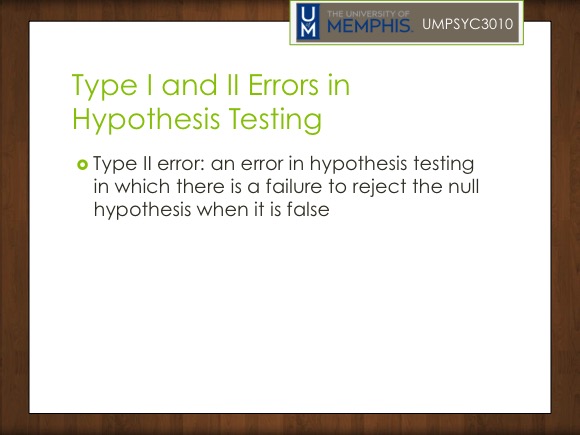 UM
THE UNIVERSITY OF
MEMPHIS.
UMPSYC3010
Type I and II Errors in
Hypothesis Testing
Type II error: an error in hypothesis testing
in which there is a failure to reject the null
hypothesis when it is false